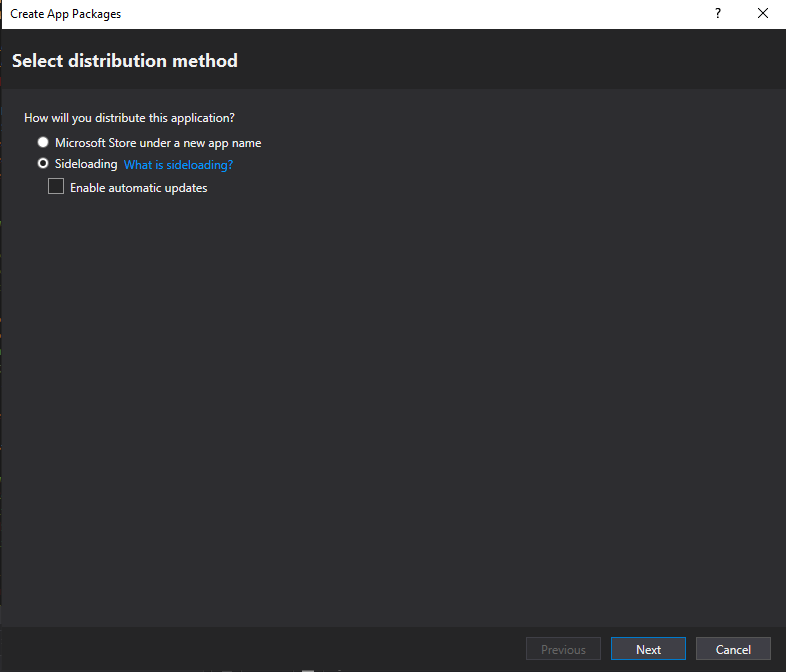 Create App Packages
?
Select distribution method
How will you distribute this application?
Microsoft Store under a new app name
Sideloading What is sideloading?
Enable automatic updates
Previous Next Cancel